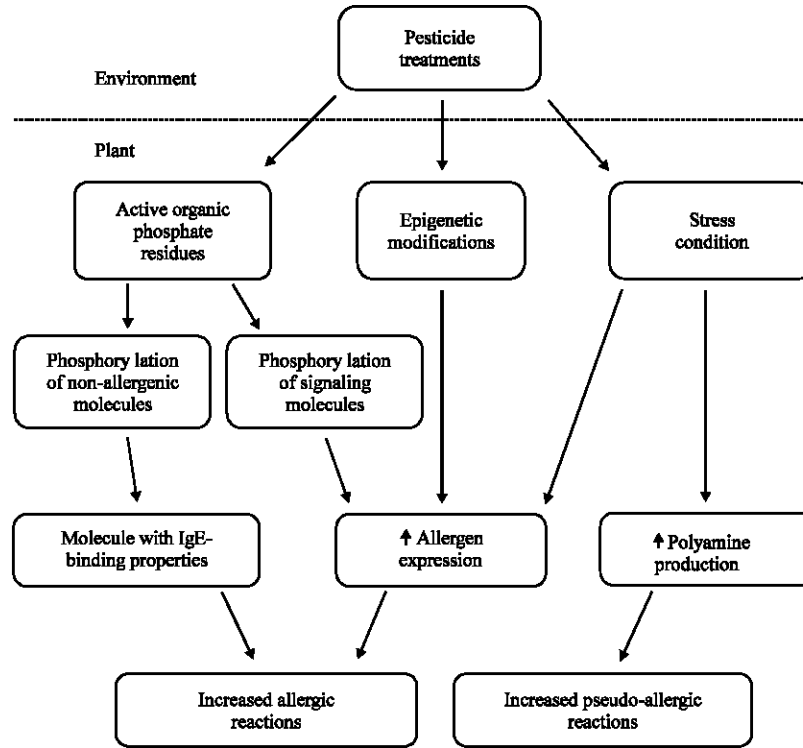 Pesticide
treatments
Environment
Plant
Active organic
phosphate
residues
Epigenetic
modifications
Stress
condition
Phosphory lation
of non-allergenic
molecules
Phosphory lation
of signaling
molecules
Molecule with IgE-
binding properties
↑ Allergen
expression
↑ Polyamine
production
Increased allergic
reactions
Increased pseudo-allergic
reactions